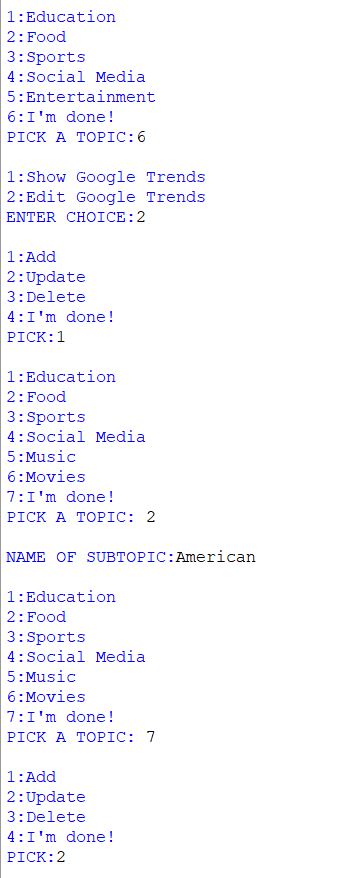 1:Education
2:Food
3:Sports
4:Social Media
5:Entertainment
6:I'm done!
PICK A TOPIC:6
1:Show Google Trends
2:Edit Google Trends
ENTER CHOICE:2
1:Add
2:Update
3:Delete
4:I'm done!
PICK:1
1:Education
2:Food
3:Sports
4:Social Media
5:Music
6:Movies
7:I'm done!
PICK A TOPIC: 2
NAME OF SUBTOPIC:American
1:Education
2:Food
3:Sports
4:Social Media
5:Music
6:Movies
7:I'm done!
PICK A TOPIC: 7
1:Add
2:Update
3:Delete
4:I'm done!
PICK:2